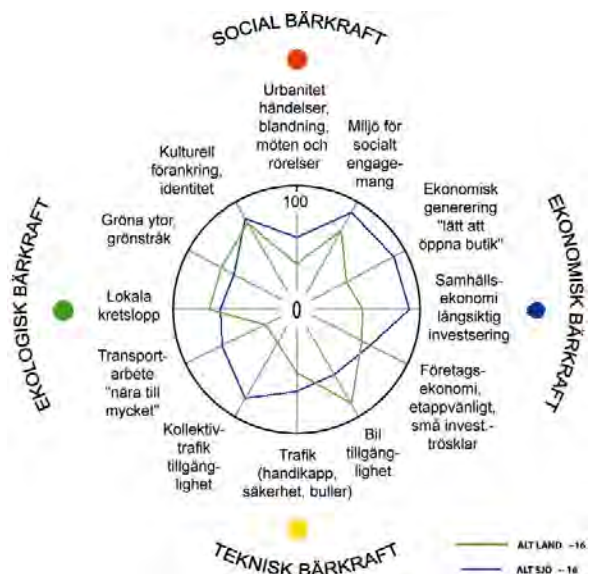 SOCIAL BÄRKRAFT
Urbanitet
händelser,
blandning,
möten och
rörelser
Miljö för
socialt
engage-
mang
Ekonomisk
generering
"lätt att
öppna butik"
EKONOMISK BÄRKRAFT
Samhälls-
ekonomi
långsiktig
investsering
Företags-
ekonomi,
etappvänligt,
små invest.-
trösklar
Bil
tillgäng-
lighet
Trafik
(handikapp,
säkerhet, buller)
TEKNISK BÄRKRAFT
Kollektiv-
trafik
tillgäng-
lighet
Transport-
arbete
"nära till
mycket"
Lokala
kretslopp
EKOLOGISK BÄRKRAFT
Gröna ytor,
grönstråk
Kulturell
förankring,
identitet
100
0
ALT LAND -16
ALT SJÖ -16